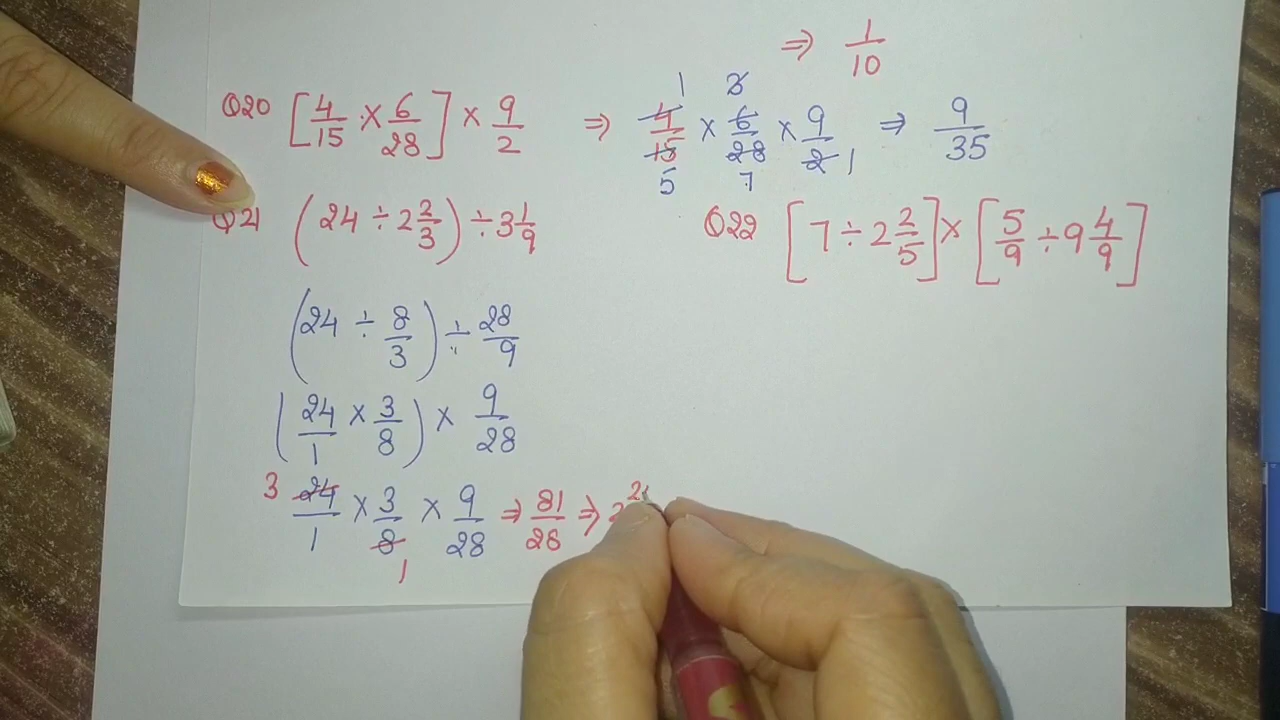 ⇒ 1/10
Q20 [4/15 × 6/28] × 9/2 ⇒ 4/15 × 6/28 × 9/2 ⇒ 9/35
1 3
5 7 1
Q21 (24 ÷ 2 2/3) ÷ 3 1/9
Q22 [7 ÷ 2 2/5] × [5/9 ÷ 9 4/9]
(24 ÷ 8/3) ÷ 28/9
(24/1 × 3/8) × 9/28
3 24/1 × 3/8 × 9/28 ⇒ 81/28 ⇒ 2
1